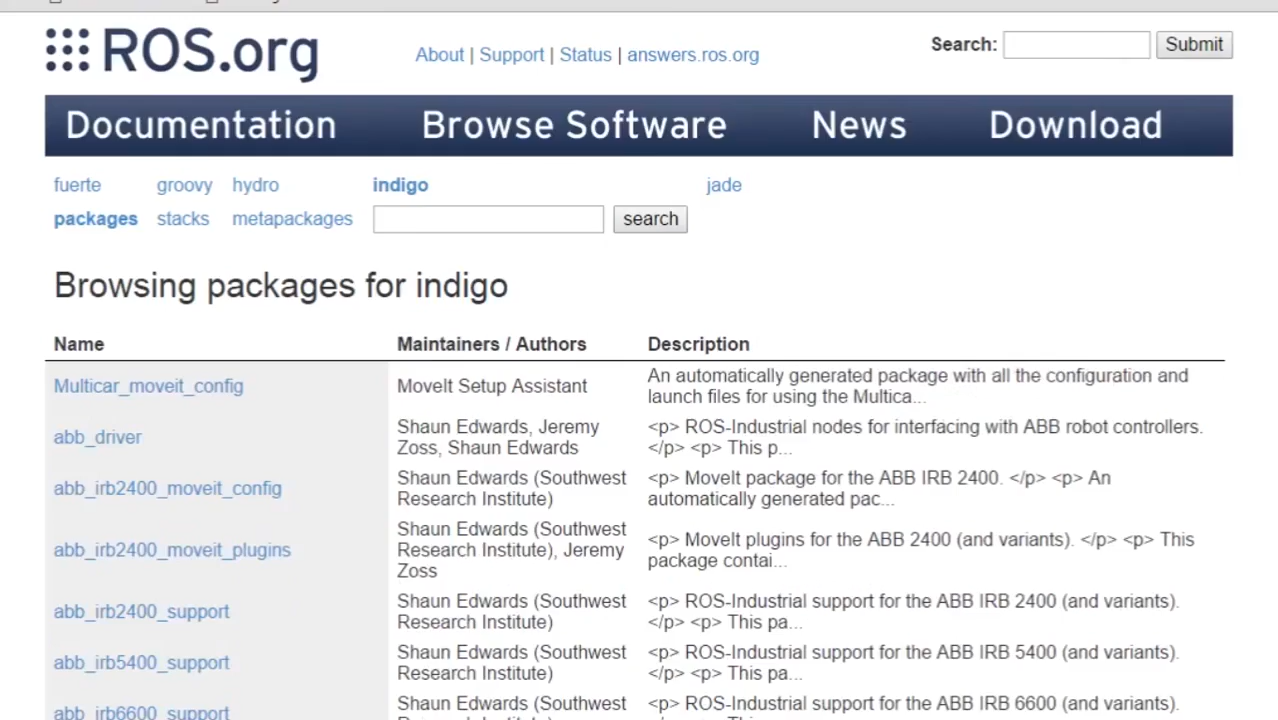 ROS.org
About | Support | Status | answers.ros.org
Search: Submit
Documentation Browse Software News Download
fuerte groovy hydro indigo jade
packages stacks metapackages search
Browsing packages for indigo
Name Maintainers / Authors Description
Multicar_moveit_config MoveIt Setup Assistant An automatically generated package with all the configuration and
launch files for using the Multica...
abb_driver Shaun Edwards, Jeremy <p> ROS-Industrial nodes for interfacing with ABB robot controllers.
Zoss, Shaun Edwards </p> <p> This p...
abb_irb2400_moveit_config Shaun Edwards (Southwest <p> MoveIt package for the ABB IRB 2400. </p> <p> An
Research Institute) automatically generated pac...
abb_irb2400_moveit_plugins Shaun Edwards (Southwest <p> MoveIt plugins for the ABB 2400 (and variants). </p> <p> This
Research Institute), Jeremy package contai...
Zoss
abb_irb2400_support Shaun Edwards (Southwest <p> ROS-Industrial support for the ABB IRB 2400 (and variants).
Research Institute) </p> <p> This pa...
abb_irb5400_support Shaun Edwards (Southwest <p> ROS-Industrial support for the ABB IRB 5400 (and variants).
Research Institute) </p> <p> This pa...
abb_irb6600_support Shaun Edwards (Southwest <p> ROS-Industrial support for the ABB IRB 6600 (and variants).